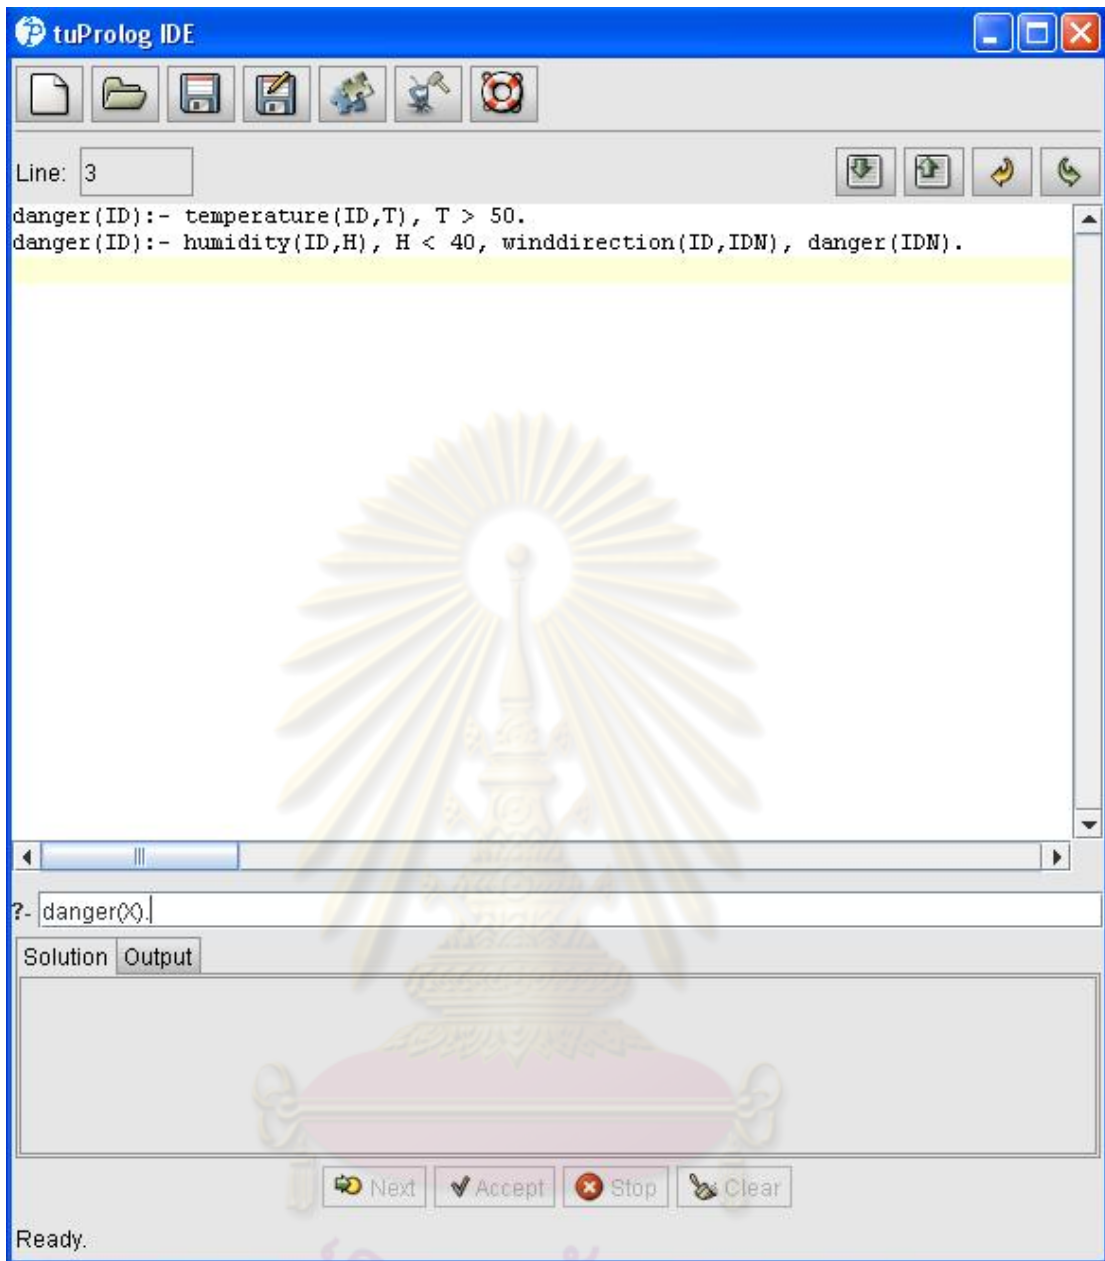 tuProlog IDE
Line: 3
danger(ID):- temperature(ID,T), T > 50.
danger(ID):- humidity(ID,H), H < 40, winddirection(ID,IDN), danger(IDN).
?- danger(X).
Solution Output
Next Accept Stop Clear
Ready.